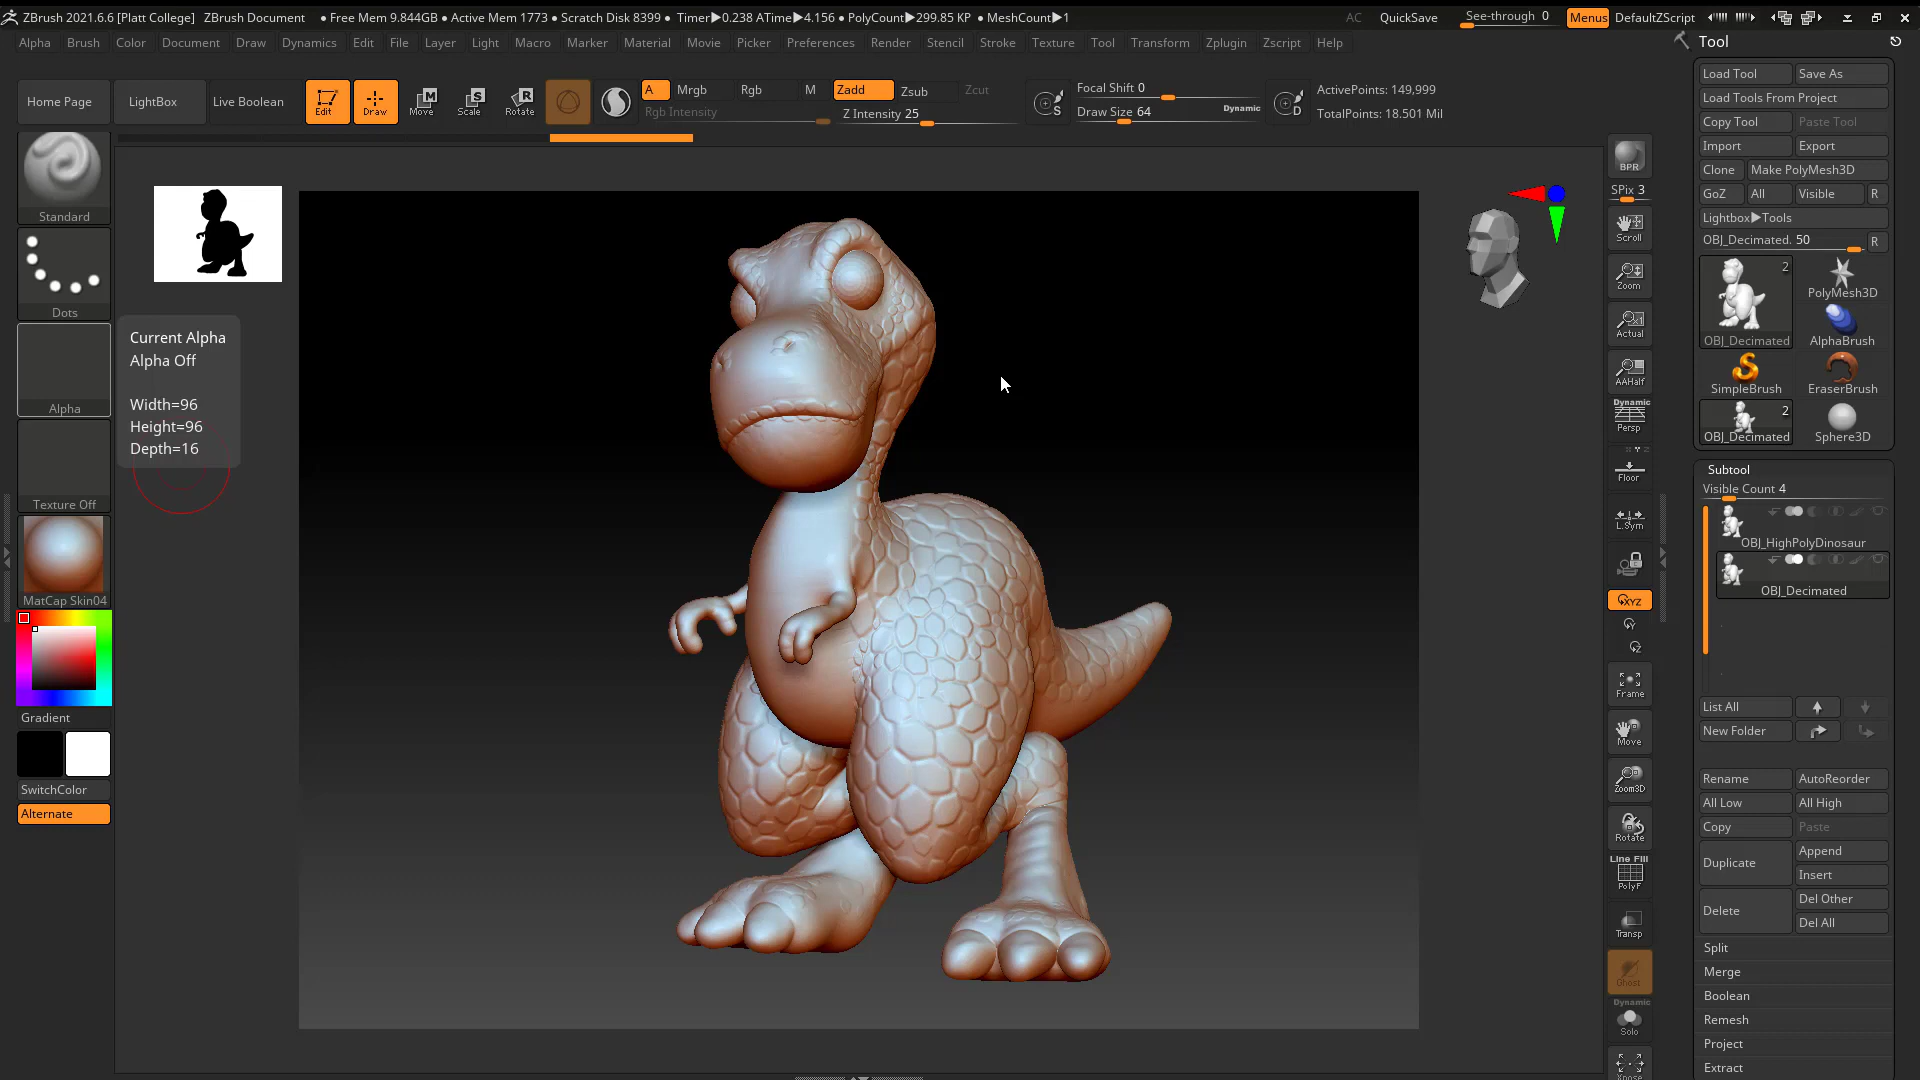 ZBrush 2021.6.6 [Platt College] ZBrush Document ● Free Mem 9.844GB ● Active Mem 1773 ● Scratch Disk 8399 ● Timer▶0.238 ATime▶4.156 ● PolyCount▶299.85 KP ● MeshCount▶1 AC QuickSave See-through 0 Menus DefaultZScript
Alpha Brush Color Document Draw Dynamics Edit File Layer Light Macro Marker Material Movie Picker Preferences Render Stencil Stroke Texture Tool Transform Zplugin Zscript Help
Home Page LightBox Live Boolean Edit Draw Move Scale Rotate
A Mrgb Rgb M Zadd Zsub Zcut
Rgb Intensity Z Intensity 25
S Focal Shift 0
Draw Size 64 Dynamic
D ActivePoints: 149,999
TotalPoints: 18.501 Mil
Standard
Dots
Alpha
Texture Off
MatCap Skin04
Gradient
SwitchColor
Alternate
Current Alpha
Alpha Off
Width=96
Height=96
Depth=16
BPR
SPix 3
Scroll
Zoom
Actual
AAHalf
Dynamic
Persp
Floor
L.Sym
XYZ
Y
Z
Frame
Move
Zoom3D
Rotate
Line Fill
PolyF
Transp
Ghost
Dynamic
Solo
Xpose
Tool
Load Tool Save As
Load Tools From Project
Copy Tool Paste Tool
Import Export
Clone Make PolyMesh3D
GoZ All Visible R
Lightbox▶Tools
OBJ_Decimated. 50 R
2
OBJ_Decimated
PolyMesh3D
AlphaBrush
SimpleBrush EraserBrush
2
OBJ_Decimated Sphere3D
Subtool
Visible Count 4
OBJ_HighPolyDinosaur
OBJ_Decimated
List All
New Folder
Rename AutoReorder
All Low All High
Copy Paste
Duplicate Append
Insert
Delete Del Other
Del All
Split
Merge
Boolean
Remesh
Project
Extract